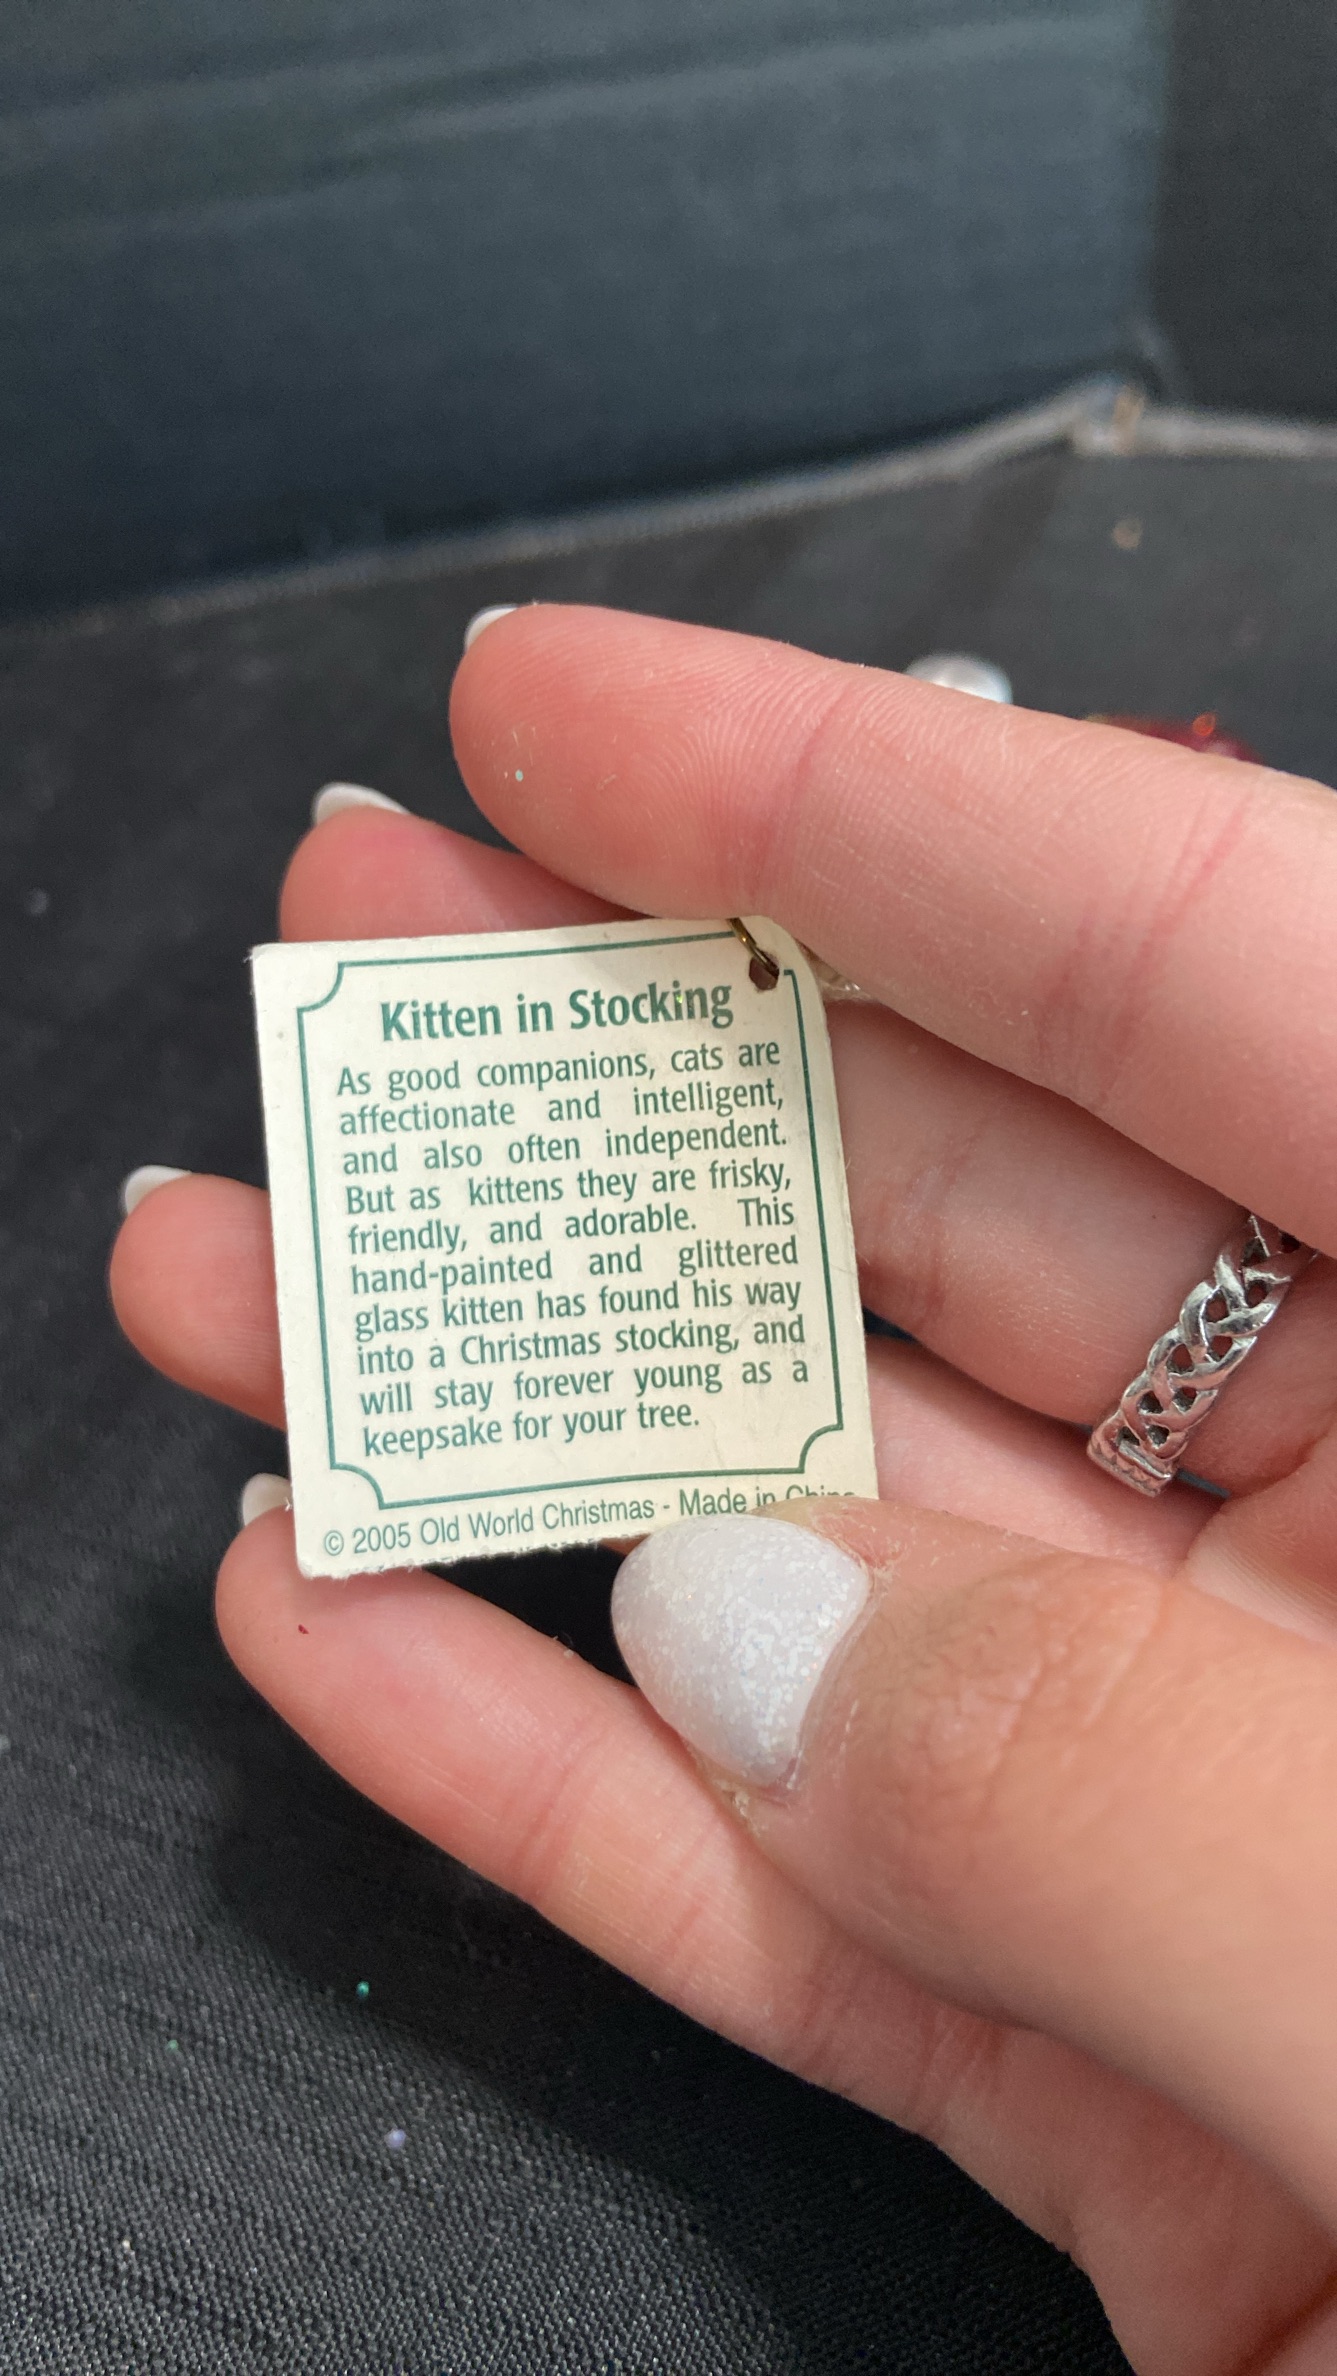 Kitten in Stocking
As good companions, cats are
affectionate and intelligent,
and also often independent.
But as kittens they are frisky,
friendly, and adorable. This
hand-painted and glittered
glass kitten has found his way
into a Christmas stocking, and
will stay forever young as a
keepsake for your tree.
© 2005 Old World Christmas - Made in China